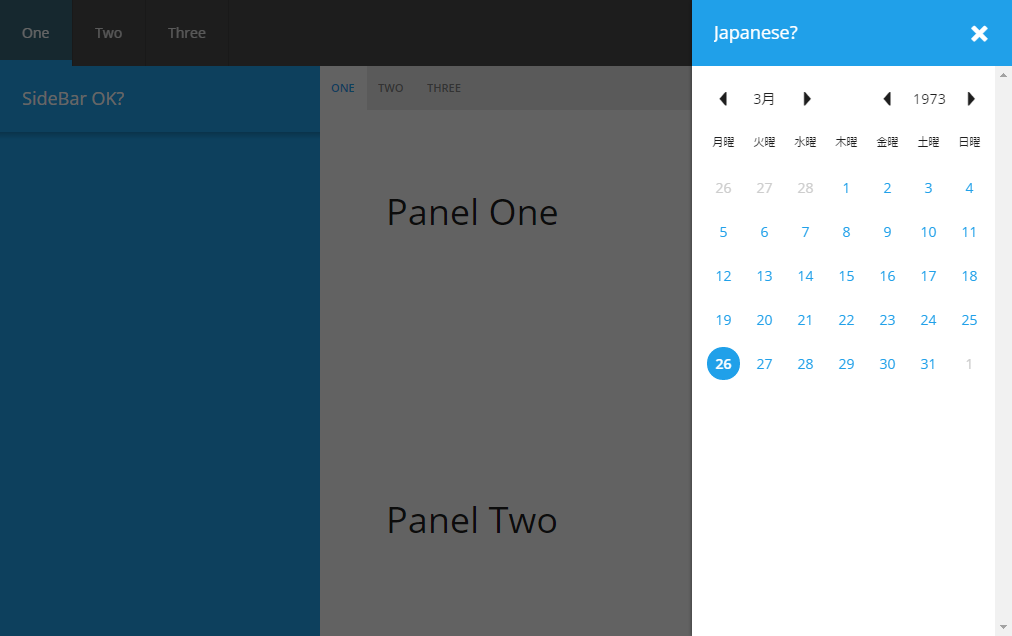 One Two Three
SideBar OK?
ONE TWO THREE
Panel One
Panel Two
Japanese?
3月 1973
月曜 火曜 水曜 木曜 金曜 土曜 日曜
26 27 28 1 2 3 4
5 6 7 8 9 10 11
12 13 14 15 16 17 18
19 20 21 22 23 24 25
26 27 28 29 30 31 1